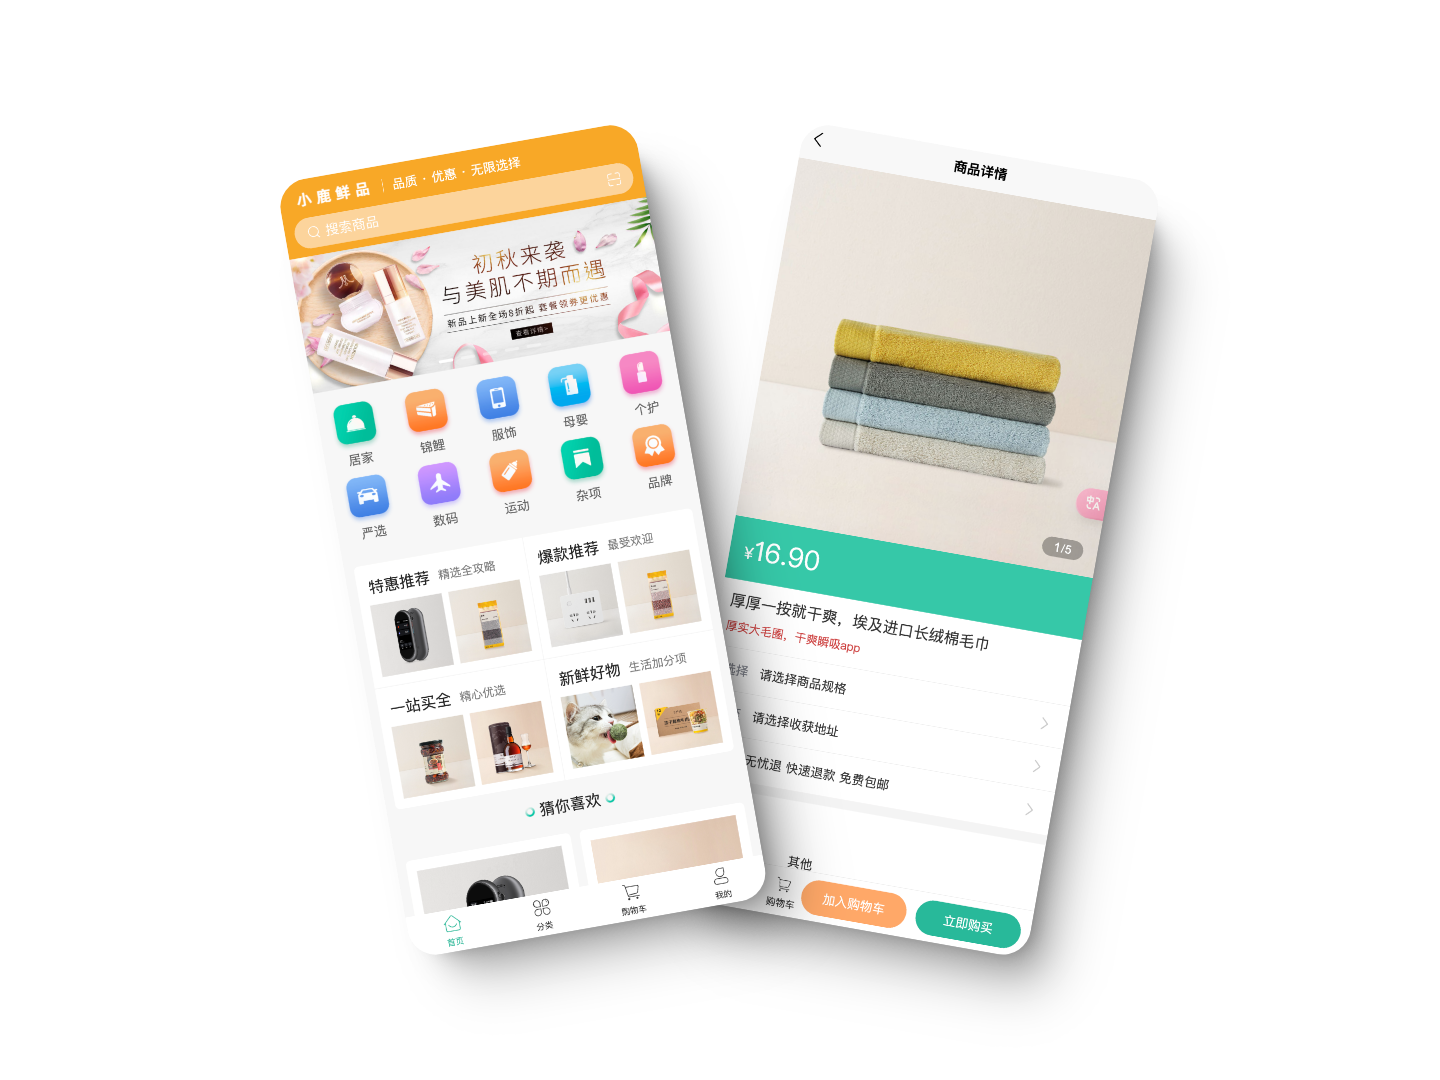 小鹿鲜品 | 品质 · 优惠 · 无限选择
搜索商品
初秋来袭
与美肌不期而遇
新品上新全场8折起 套餐领券更优惠
查看详情>
居家 锦鲤 服饰 母婴 个护
严选 数码 运动 杂项 品牌
特惠推荐 精选全攻略
爆款推荐 最受欢迎
一站买全 精心优选
新鲜好物 生活加分项
猜你喜欢
首页 分类 购物车 我的
商品详情
中 A
1/5
¥16.90
厚厚一按就干爽，埃及进口长绒棉毛巾
厚实大毛圈，干爽瞬吸app
选择 请选择商品规格
请选择收获地址
无忧退 快速退款 免费包邮
其他
购物车 加入购物车 立即购买